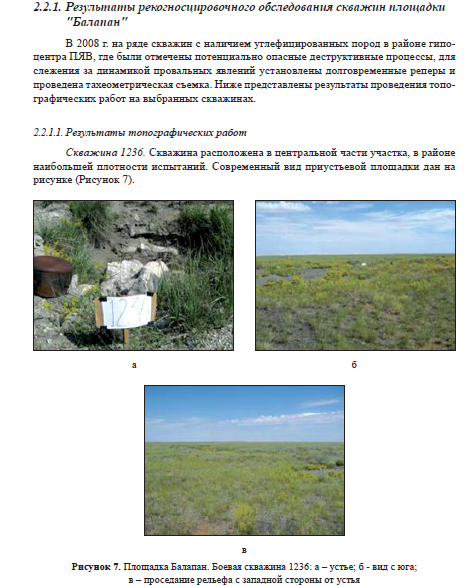 2.2.1. Результаты рекогносцировочного обследования скважин площадки
"Балапан"
В 2008 г. на ряде скважин с наличием углефицированных пород в районе гипо-
центра ПЯВ, где были отмечены потенциально опасные деструктивные процессы, для
слежения за динамикой провальных явлений установлены долговременные реперы и
проведена тахеометрическая съемка. Ниже представлены результаты проведения топо-
графических работ на выбранных скважинах.
2.2.1.1. Результаты топографических работ
Скважина 1236. Скважина расположена в центральной части участка, в районе
наибольшей плотности испытаний. Современный вид приустьевой площадки дан на
рисунке (Рисунок 7).
а
б
в
Рисунок 7. Площадка Балапан. Боевая скважина 1236: а – устье; б - вид с юга;
в – проседание рельефа с западной стороны от устья